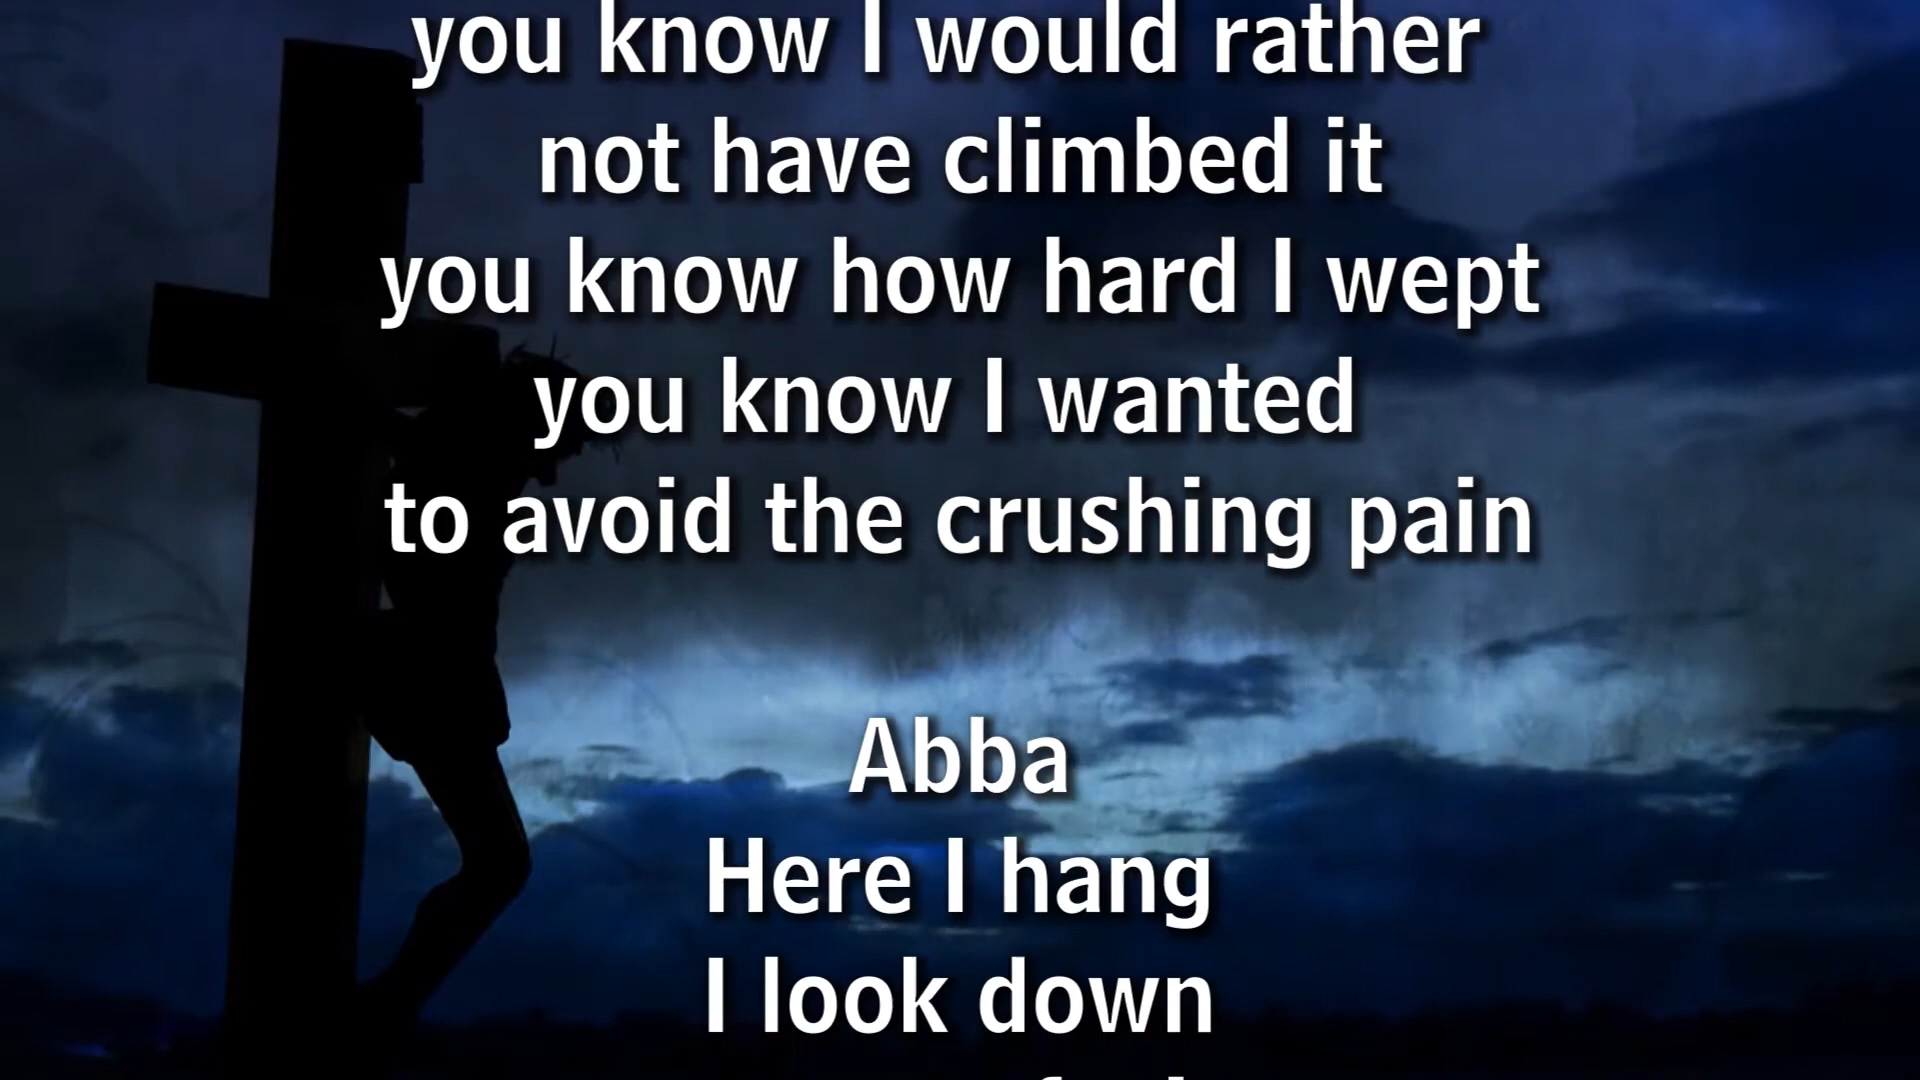 you know I would rather
not have climbed it
you know how hard I wept
you know I wanted
to avoid the crushing pain
Abba
Here I hang
I look down